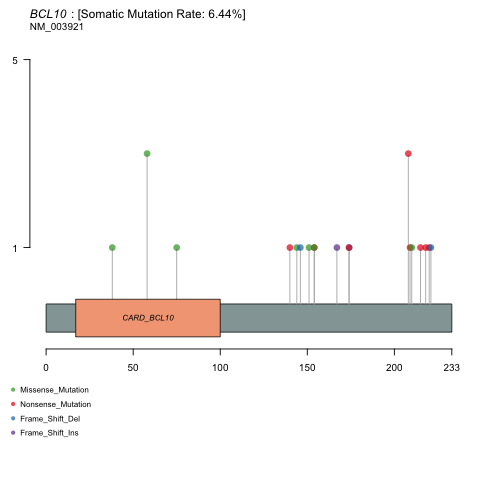 BCL10 : [Somatic Mutation Rate: 6.44%]
NM_003921
5
1
CARD_BCL10
0 50 100 150 200 233
Missense_Mutation
Nonsense_Mutation
Frame_Shift_Del
Frame_Shift_Ins